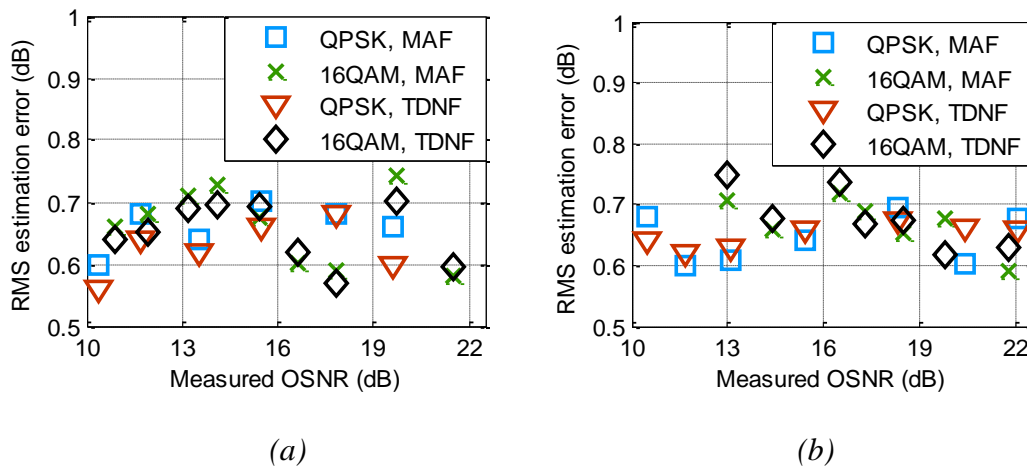 1
0.9
0.8
0.7
0.6
0.5
RMS estimation error (dB)
QPSK, MAF
16QAM, MAF
QPSK, TDNF
16QAM, TDNF
10 13 16 19 22
Measured OSNR (dB)
(a)
1
0.9
0.8
0.7
0.6
0.5
RMS estimation error (dB)
QPSK, MAF
16QAM, MAF
QPSK, TDNF
16QAM, TDNF
10 13 16 19 22
Measured OSNR (dB)
(b)